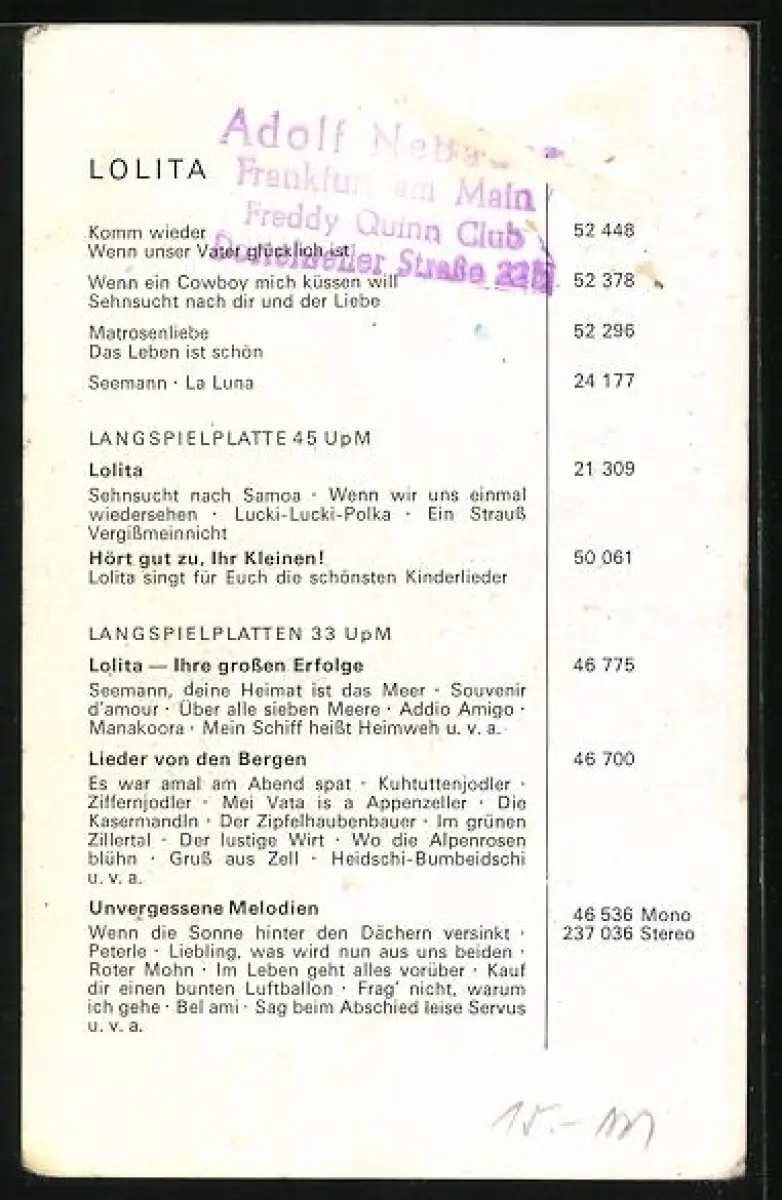 Adolf
LOLITA
Frankfurt am Main
Freddy Quinn Club
Straße
Komm wieder 52 448
Wenn unser Vater glücklich ist
Wenn ein Cowboy mich küssen will 52 378
Sehnsucht nach dir und der Liebe
Matrosenliebe 52 296
Das Leben ist schön
Seemann · La Luna 24 177
LANGSPIELPLATTE 45 UpM
Lolita 21 309
Sehnsucht nach Samoa · Wenn wir uns einmal
wiedersehen · Lucki-Lucki-Polka · Ein Strauß
Vergißmeinnicht
Hört gut zu, Ihr Kleinen! 50 061
Lolita singt für Euch die schönsten Kinderlieder
LANGSPIELPLATTEN 33 UpM
Lolita — Ihre großen Erfolge 46 775
Seemann, deine Heimat ist das Meer · Souvenir
d'amour · Über alle sieben Meere · Addio Amigo ·
Manakoora · Mein Schiff heißt Heimweh u. v. a.
Lieder von den Bergen 46 700
Es war amal am Abend spat · Kuhtuttenjodler ·
Ziffernjodler · Mei Vata is a Appenzeller · Die
Kasermandln · Der Zipfelhaubenbauer · Im grünen
Zillertal · Der lustige Wirt · Wo die Alpenrosen
blühn · Gruß aus Zell · Heidschi-Bumbeidschi
u. v. a.
Unvergessene Melodien 46 536 Mono
Wenn die Sonne hinter den Dächern versinkt · 237 036 Stereo
Peterle · Liebling, was wird nun aus uns beiden ·
Roter Mohn · Im Leben geht alles vorüber · Kauf
dir einen bunten Luftballon · Frag' nicht, warum
ich gehe · Bel ami · Sag beim Abschied leise Servus
u. v. a.
15.-